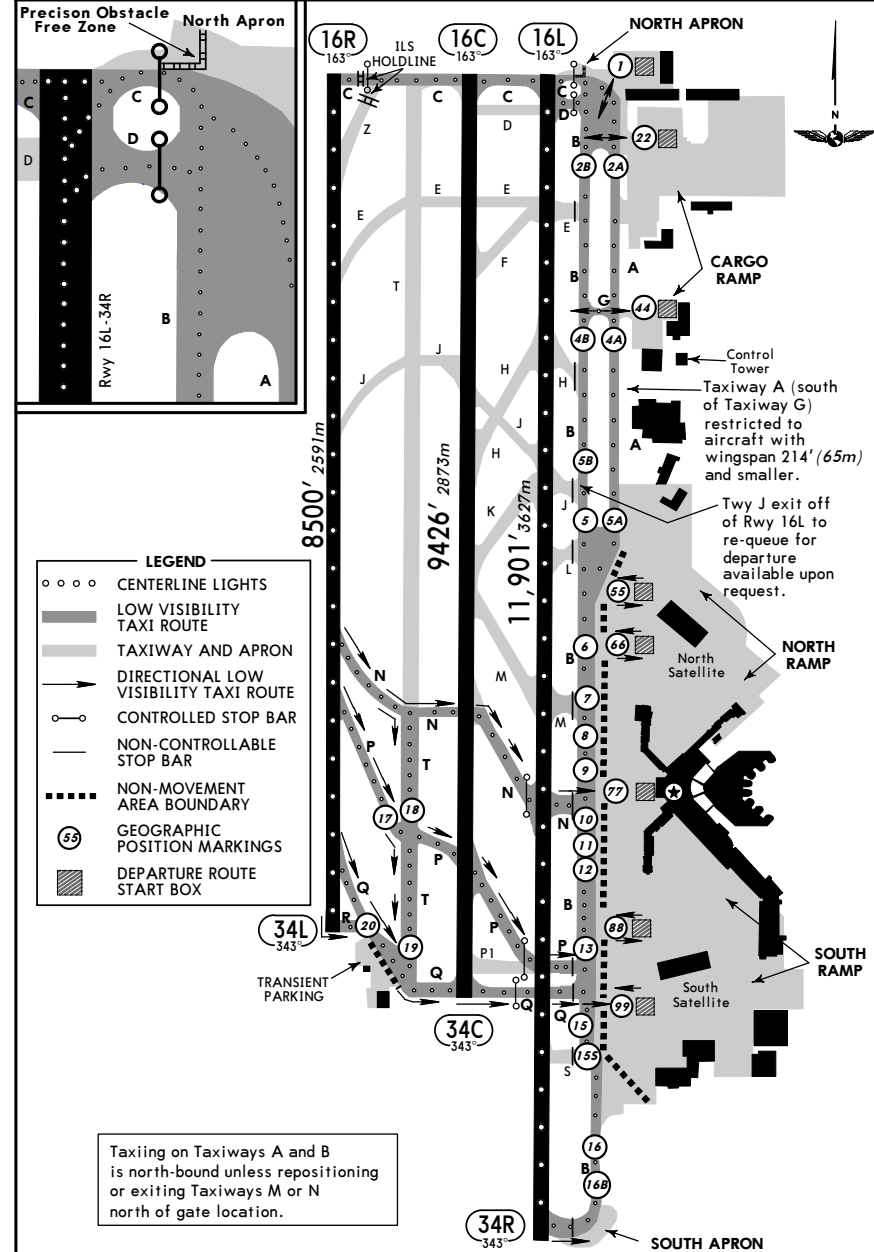 Precison Obstacle
Free Zone
North Apron
C
C
D
D
B
A
Rwy 16L-34R
16R
163°
16C
163°
16L
163°
NORTH APRON
ILS
HOLDLINE
1
C
C
C
C
D
Z
D
B
22
2B
2A
N
E
E
E
E
F
B
A
CARGO
RAMP
T
G
44
4B
4A
Control
Tower
J
J
H
H
Taxiway A (south
of Taxiway G)
restricted to
aircraft with
wingspan 214' (65m)
and smaller.
J
H
B
A
5B
8500' 2591m
9426' 2873m
11,901' 3627m
K
J
5
5A
Twy J exit off
of Rwy 16L to
re-queue for
departure
available upon
request.
L
55
LEGEND
CENTERLINE LIGHTS
LOW VISIBILITY
TAXI ROUTE
TAXIWAY AND APRON
DIRECTIONAL LOW
VISIBILITY TAXI ROUTE
CONTROLLED STOP BAR
NON-CONTROLLABLE
STOP BAR
NON-MOVEMENT
AREA BOUNDARY
55
GEOGRAPHIC
POSITION MARKINGS
DEPARTURE ROUTE
START BOX
6
66
B
North
Satellite
NORTH
RAMP
N
M
7
N
M
8
P
T
9
N
77
17
18
N
10
P
11
12
Q
T
B
R
20
34L
343°
P
88
19
P
13
P1
SOUTH
RAMP
TRANSIENT
PARKING
Q
South
Satellite
Q
Q
99
34C
343°
15
15S
S
Taxiing on Taxiways A and B
is north-bound unless repositioning
or exiting Taxiways M or N
north of gate location.
16
B
16B
34R
343°
SOUTH APRON